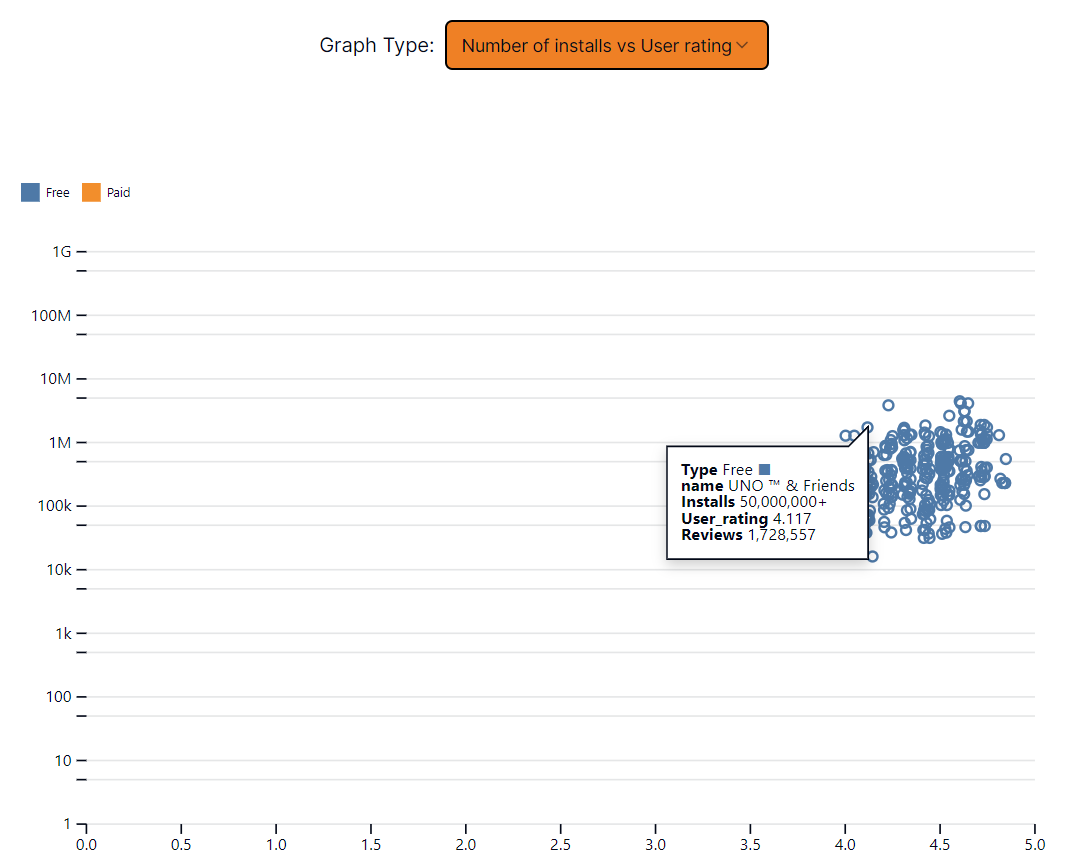 Graph Type: Number of installs vs User rating
Free Paid
1G
100M
10M
1M
100k
10k
1k
100
10
1
Type Free
name UNO ™ & Friends
Installs 50,000,000+
User_rating 4.117
Reviews 1,728,557
0.0 0.5 1.0 1.5 2.0 2.5 3.0 3.5 4.0 4.5 5.0